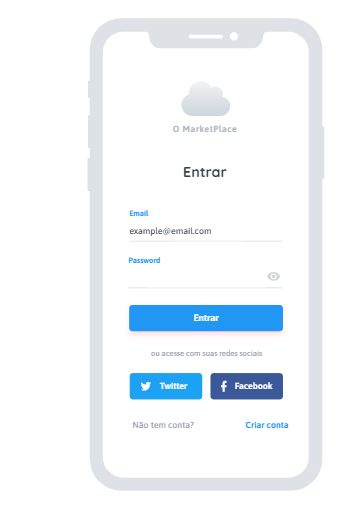 O MarketPlace
Entrar
Email
example@email.com
Password
Entrar
ou acesse com suas redes sociais
Twitter Facebook
Não tem conta? Criar conta